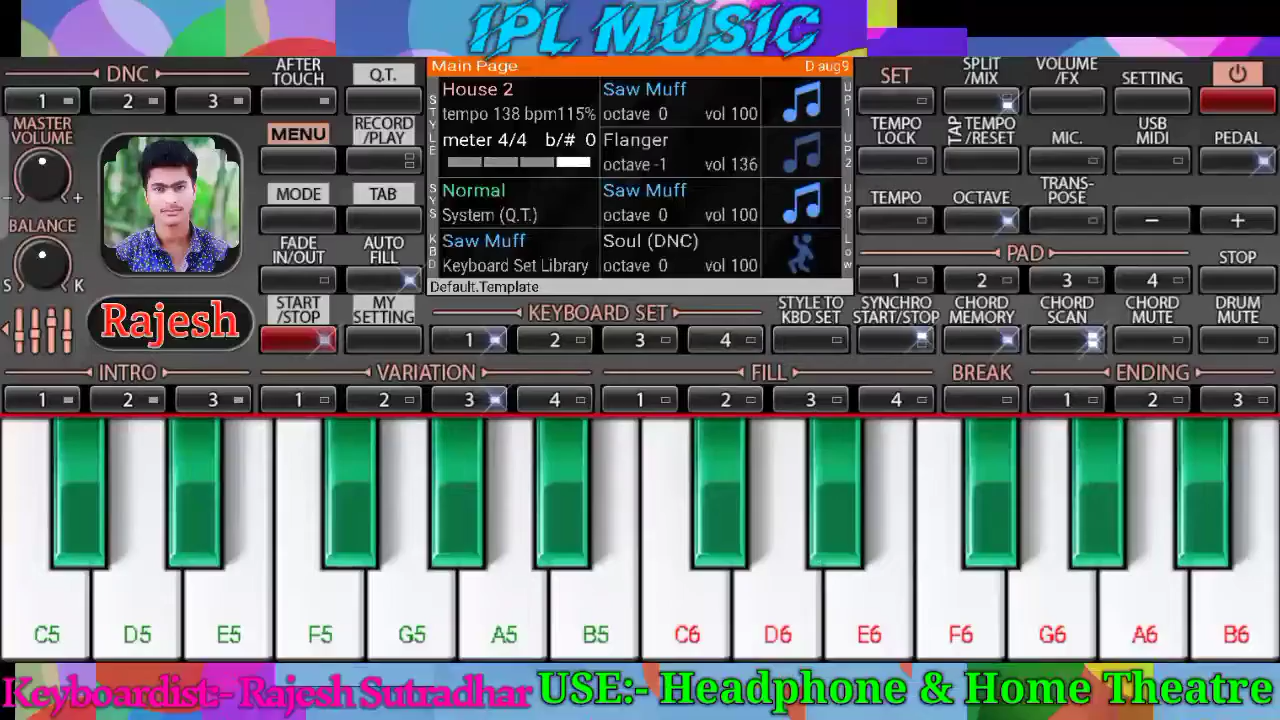 IPL MUSIC
DNC
1 2 3
AFTER TOUCH
Q.T.
MASTER VOLUME
- +
BALANCE
S K
MENU
RECORD /PLAY
MODE
TAB
FADE IN/OUT
AUTO FILL
START /STOP
MY SETTING
Rajesh
Main Page D aug9
STYLE
House 2
tempo 138 bpm115%
meter 4/4 b/# 0
SYS
Normal
System (Q.T.)
KBD
Saw Muff
Keyboard Set Library
Saw Muff
octave 0 vol 100
UP1
Flanger
octave -1 vol 136
UP2
Saw Muff
octave 0 vol 100
UP3
Soul (DNC)
octave 0 vol 100
Low
Default.Template
SET
SPLIT /MIX
VOLUME /FX
SETTING
TEMPO LOCK
TAP TEMPO /RESET
MIC.
USB MIDI
PEDAL
TEMPO
OCTAVE
TRANS- POSE
− +
PAD
1 2 3 4
STOP
KEYBOARD SET
1 2 3 4
STYLE TO KBD SET
SYNCHRO START/STOP
CHORD MEMORY
CHORD SCAN
CHORD MUTE
DRUM MUTE
INTRO
1 2 3
VARIATION
1 2 3 4
FILL
1 2 3 4
BREAK
ENDING
1 2 3
C5 D5 E5 F5 G5 A5 B5 C6 D6 E6 F6 G6 A6 B6
Keyboardist:- Rajesh Sutradhar USE:- Headphone & Home Theatre